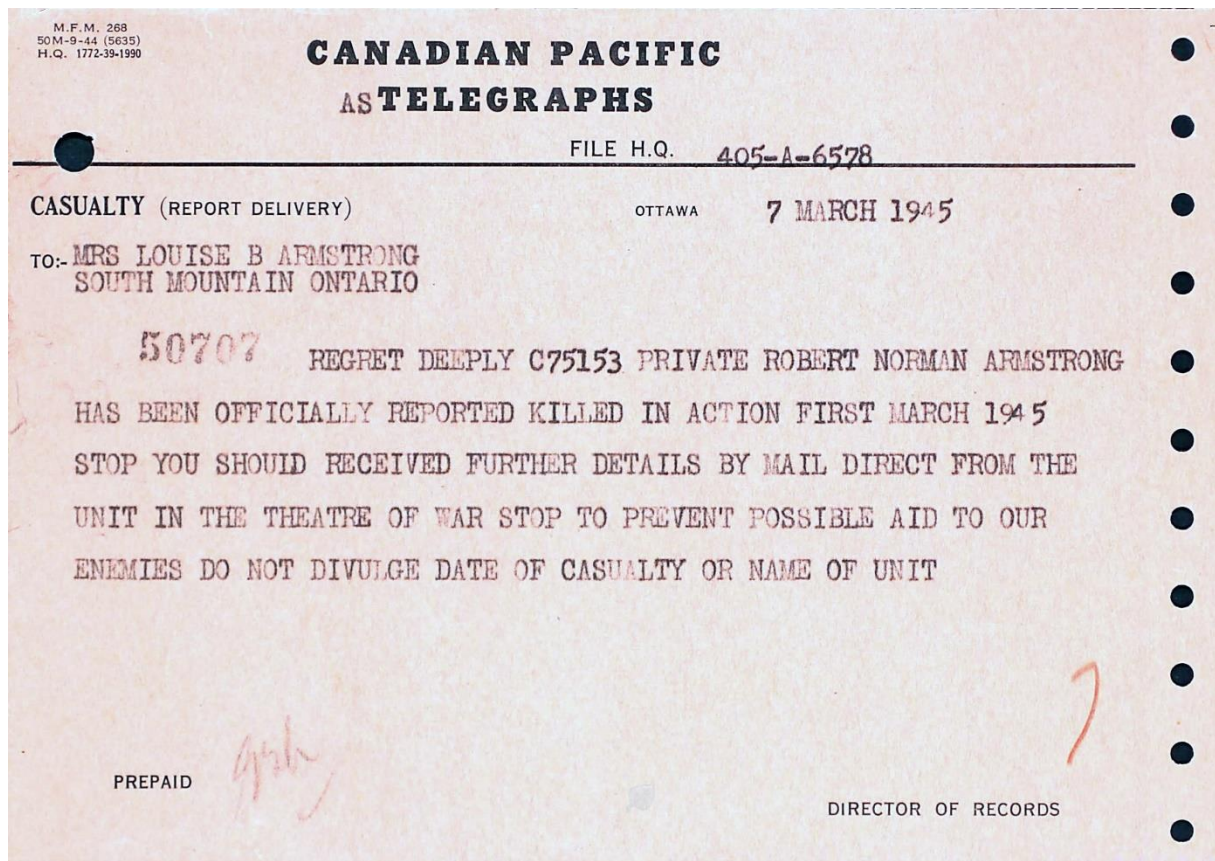 M.F.M. 268
50M-9-44 (5635)
H.Q. 1772-39-1990
CANADIAN PACIFIC
AS TELEGRAPHS
FILE H.Q. 405-A-6578
CASUALTY (REPORT DELIVERY) OTTAWA 7 MARCH 1945
TO:- MRS LOUISE B ARMSTRONG
SOUTH MOUNTAIN ONTARIO
50707 REGRET DEEPLY C75153 PRIVATE ROBERT NORMAN ARMSTRONG
HAS BEEN OFFICIALLY REPORTED KILLED IN ACTION FIRST MARCH 1945
STOP YOU SHOUID RECEIVED FURTHER DETAILS BY MAIL DIRECT FROM THE
UNIT IN THE THEATRE OF WAR STOP TO PREVENT POSSIBLE AID TO OUR
ENEMIES DO NOT DIVULGE DATE OF CASUALTY OR NAME OF UNIT
PREPAID
DIRECTOR OF RECORDS